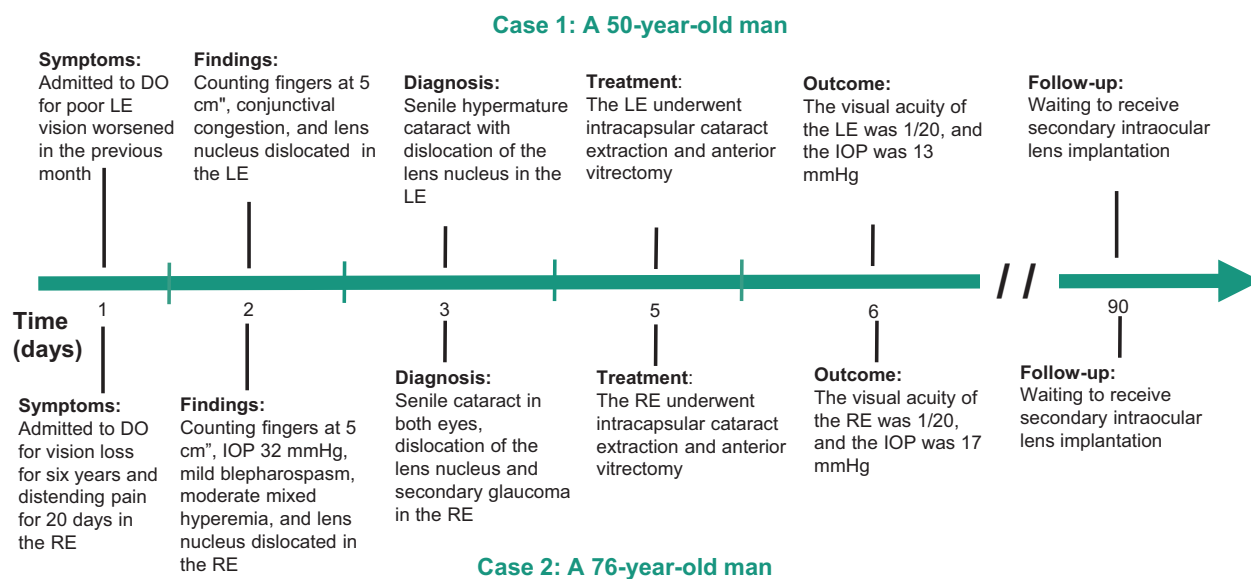 Case 1: A 50-year-old man
Symptoms:
Admitted to DO
for poor LE
vision worsened
in the previous
month
Findings:
Counting fingers at 5
cm", conjunctival
congestion, and lens
nucleus dislocated in
the LE
Diagnosis:
Senile hypermature
cataract with
dislocation of the
lens nucleus in the
LE
Treatment:
The LE underwent
intracapsular cataract
extraction and anterior
vitrectomy
Outcome:
The visual acuity of
the LE was 1/20, and
the IOP was 13
mmHg
Follow-up:
Waiting to receive
secondary intraocular
lens implantation
Time
(days)
1
2
3
5
6
90
Symptoms:
Admitted to DO
for vision loss
for six years and
distending pain
for 20 days in
the RE
Findings:
Counting fingers at 5
cm”, IOP 32 mmHg,
mild blepharospasm,
moderate mixed
hyperemia, and lens
nucleus dislocated in
the RE
Diagnosis:
Senile cataract in
both eyes,
dislocation of the
lens nucleus and
secondary glaucoma
in the RE
Treatment:
The RE underwent
intracapsular cataract
extraction and anterior
vitrectomy
Outcome:
The visual acuity
of the RE was 1/20,
and the IOP was 17
mmHg
Follow-up:
Waiting to receive
secondary intraocular
lens implantation
Case 2: A 76-year-old man